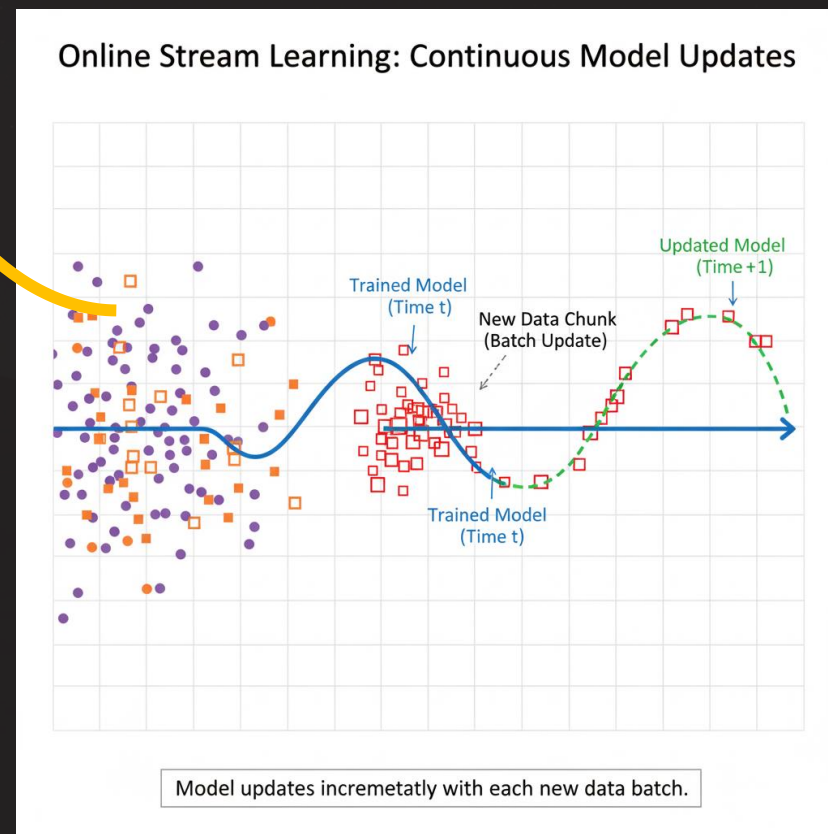 Online Stream Learning: Continuous Model Updates
Updated Model
(Time+1)
Trained Model
(Time t)
New Data Chunk
(Batch Update)
Trained Model
(Time t)
Model updates incremetatly with each new data batch.